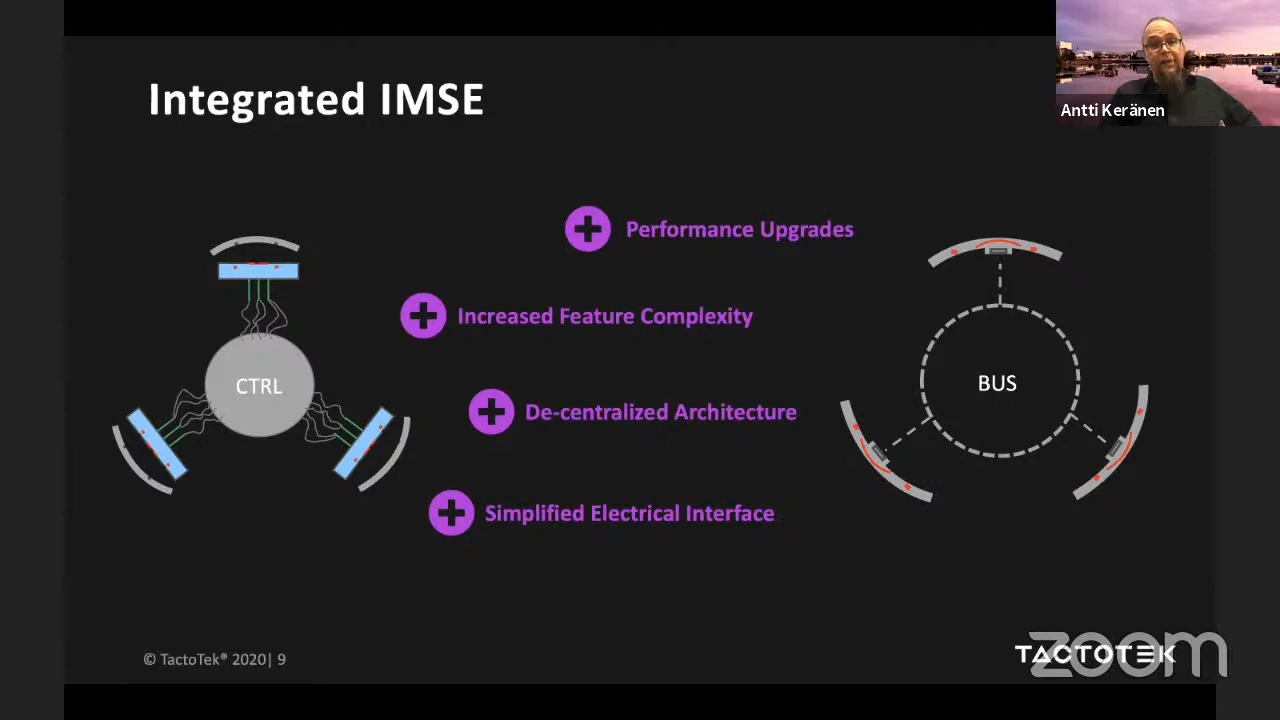 Integrated IMSE
Antti Keränen
Performance Upgrades
Increased Feature Complexity
CTRL
BUS
De-centralized Architecture
Simplified Electrical Interface
© TactoTek® 2020| 9
TACTOTEK
zoom